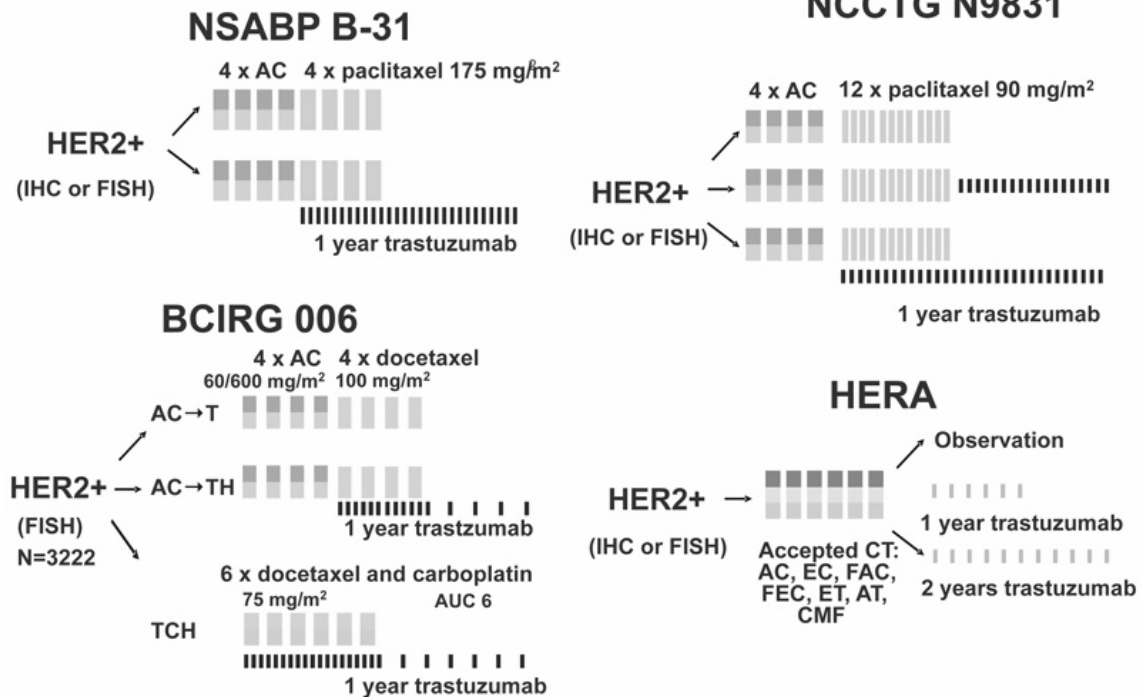 NSABP B-31
4 x AC 4 x paclitaxel 175 mg/m²
HER2+
(IHC or FISH)
1 year trastuzumab
NCCTG N9831
4 x AC 12 x paclitaxel 90 mg/m²
HER2+
(IHC or FISH)
1 year trastuzumab
BCIRG 006
4 x AC 4 x docetaxel
60/600 mg/m² 100 mg/m²
AC→T
HER2+
AC→TH
(FISH)
N=3222
1 year trastzumab
6 x docetaxel and carboplatin
75 mg/m² AUC 6
TCH
1 year trastuzumab
HERA
Observation
HER2+
(IHC or FISH)
1 year trastuzumab
Accepted CT:
AC, EC, FAC,
FEC, ET, AT,
CMF
2 years trastuzumab